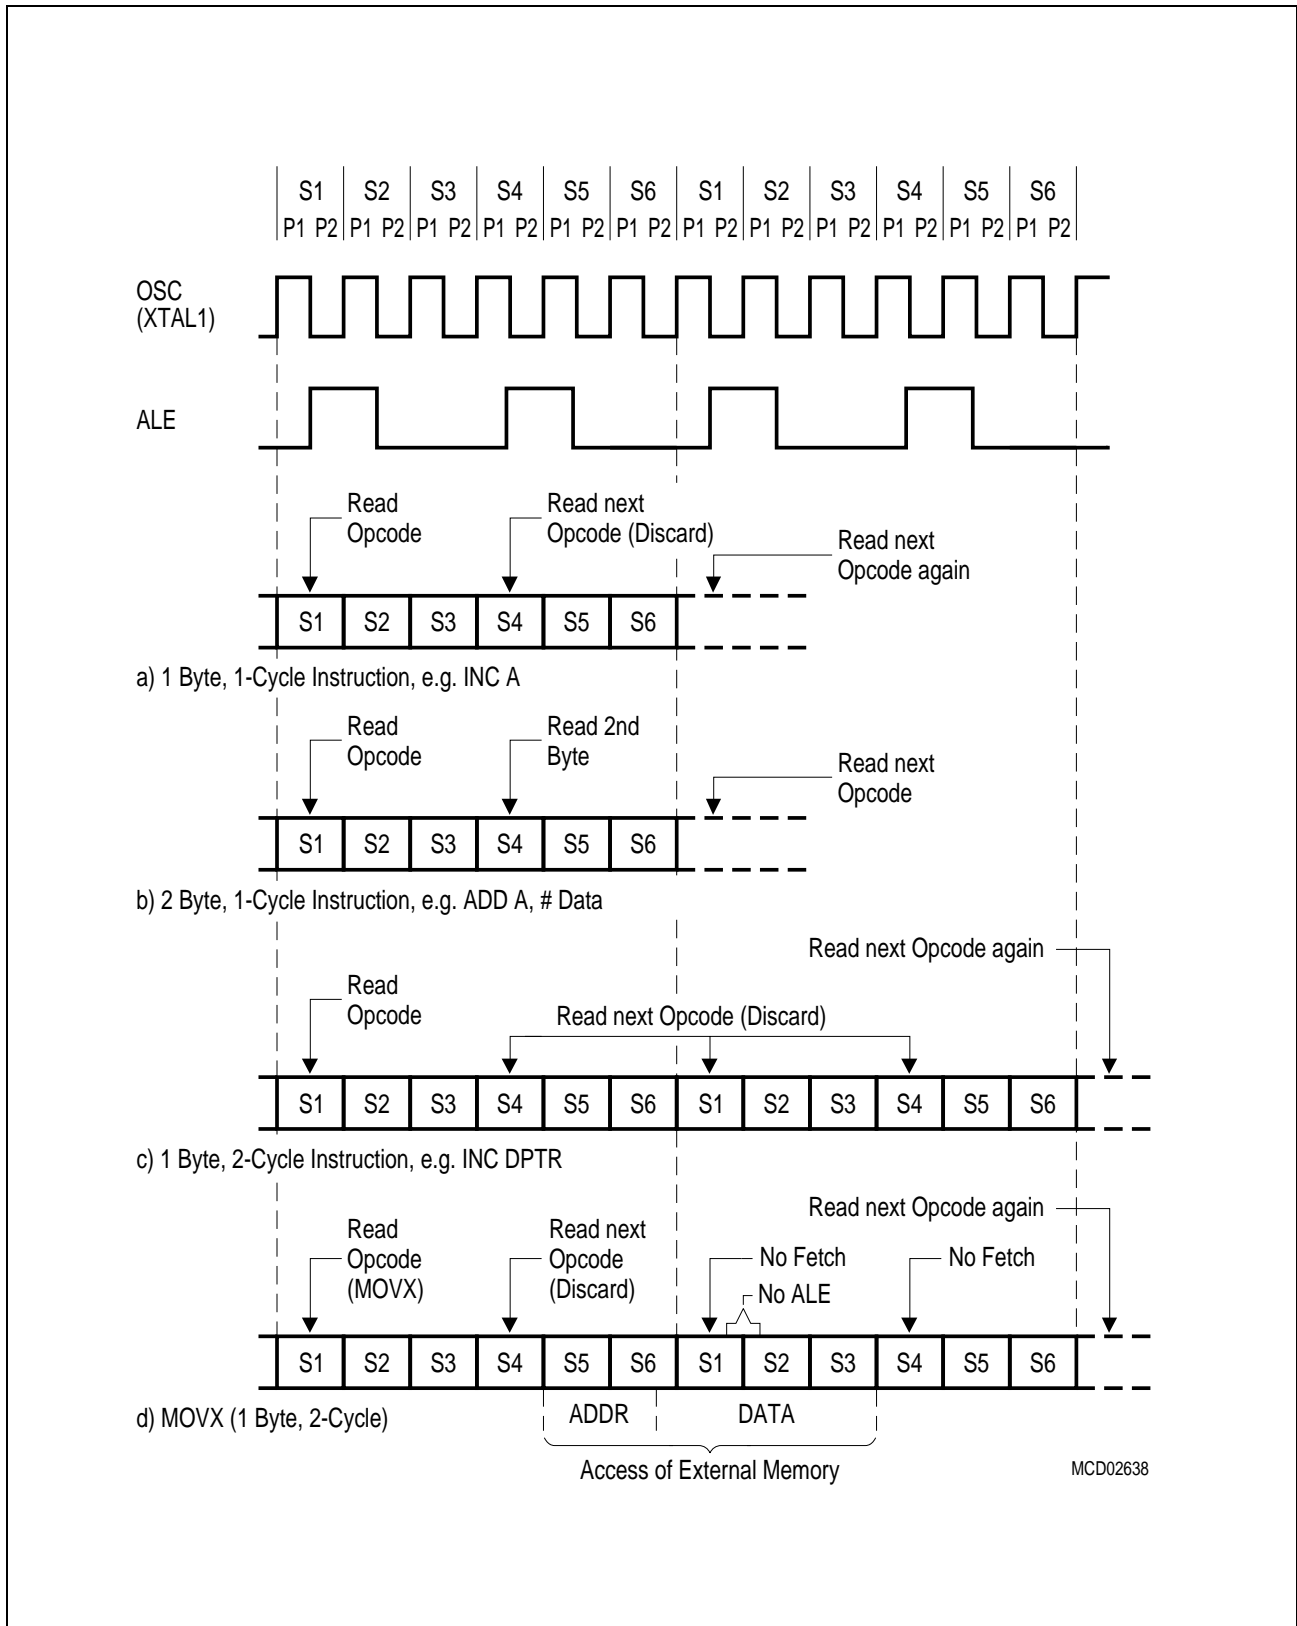 S1 S2 S3 S4 S5 S6 S1 S2 S3 S4 S5 S6
P1 P2 P1 P2 P1 P2 P1 P2 P1 P2 P1 P2 P1 P2 P1 P2 P1 P2 P1 P2 P1 P2 P1 P2
OSC
(XTAL1)
ALE
Read
Opcode
Read next
Opcode (Discard)
Read next
Opcode again
S1 S2 S3 S4 S5 S6
a) 1 Byte, 1-Cycle Instruction, e.g. INC A
Read
Opcode
Read 2nd
Byte
Read next
Opcode
S1 S2 S3 S4 S5 S6
b) 2 Byte, 1-Cycle Instruction, e.g. ADD A, # Data
Read next Opcode again
Read
Opcode
Read next Opcode (Discard)
S1 S2 S3 S4 S5 S6 S1 S2 S3 S4 S5 S6
c) 1 Byte, 2-Cycle Instruction, e.g. INC DPTR
Read next Opcode again
Read
Opcode
(MOVX)
Read next
Opcode
(Discard)
No Fetch
No ALE
No Fetch
S1 S2 S3 S4 S5 S6 S1 S2 S3 S4 S5 S6
d) MOVX (1 Byte, 2-Cycle)
ADDR DATA
Access of External Memory
MCD02638